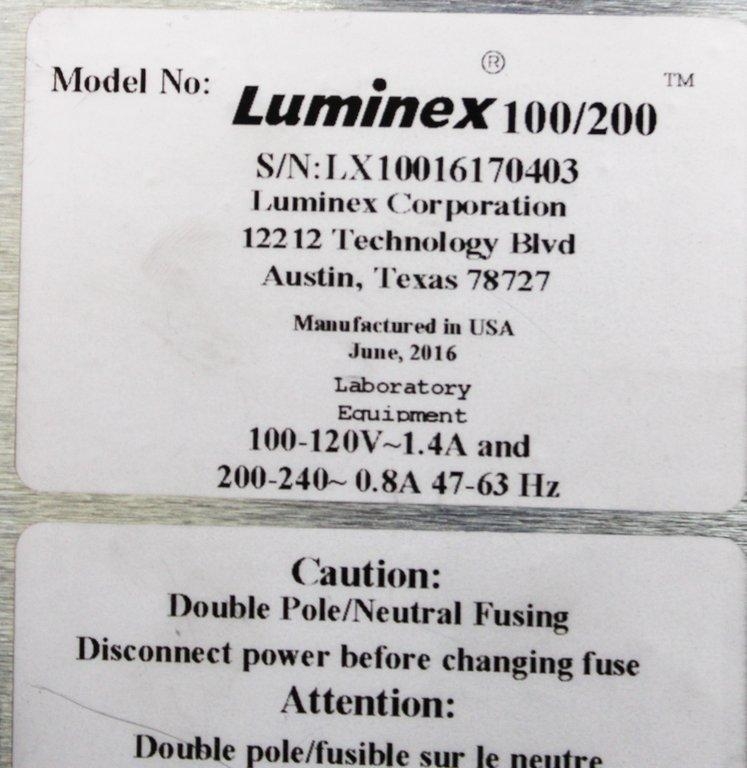 Model No: Luminex® 100/200™
S/N:LX10016170403
Luminex Corporation
12212 Technology Blvd
Austin, Texas 78727
Manufactured in USA
June, 2016
Laboratory
Equipment
100-120V~1.4A and
200-240~ 0.8A 47-63 Hz
Caution:
Double Pole/Neutral Fusing
Disconnect power before changing fuse
Attention:
Double pole/fusible sur le neutre